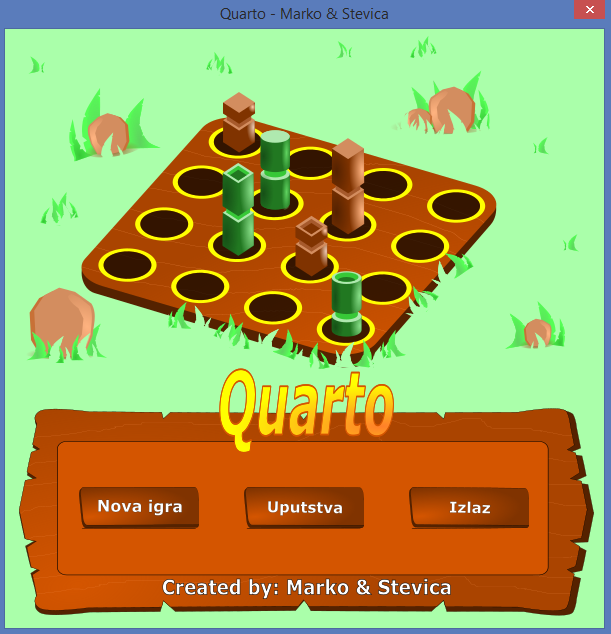 Quarto - Marko & Stevica
Quarto
Nova igra
Uputstva
Izlaz
Created by: Marko & Stevica